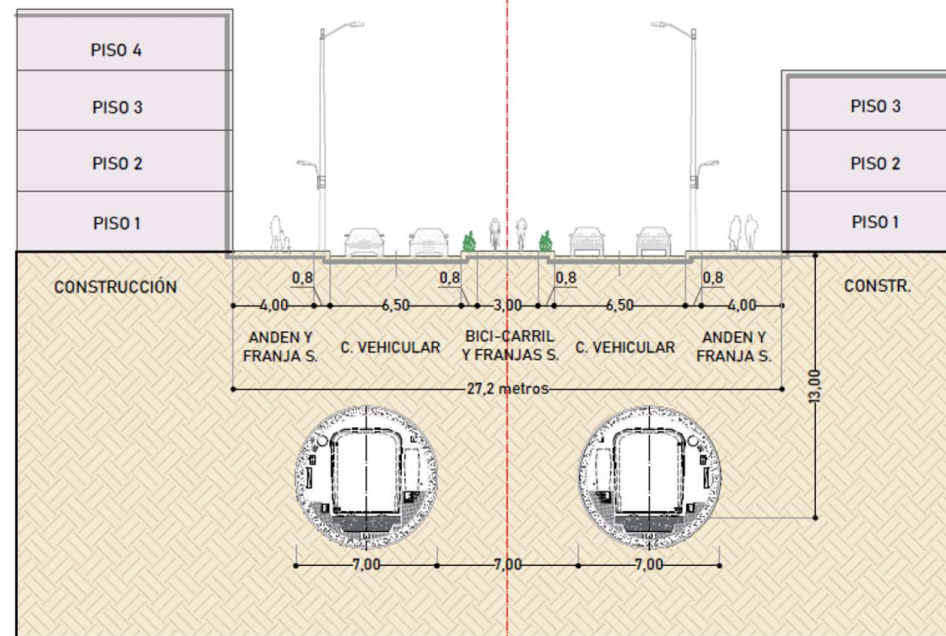 PISO 4
PISO 3
PISO 2
PISO 1
PISO 3
PISO 2
PISO 1
CONSTRUCCIÓN
CONSTR.
0,8
0,8
0,8
0,8
4,00
6,50
3,00
6,50
4,00
ANDEN Y
FRANJA S.
C. VEHICULAR
BICI-CARRIL
Y FRANJAS S.
C. VEHICULAR
ANDEN Y
FRANJA S.
27,2 metros
13,00
7,00
7,00
7,00